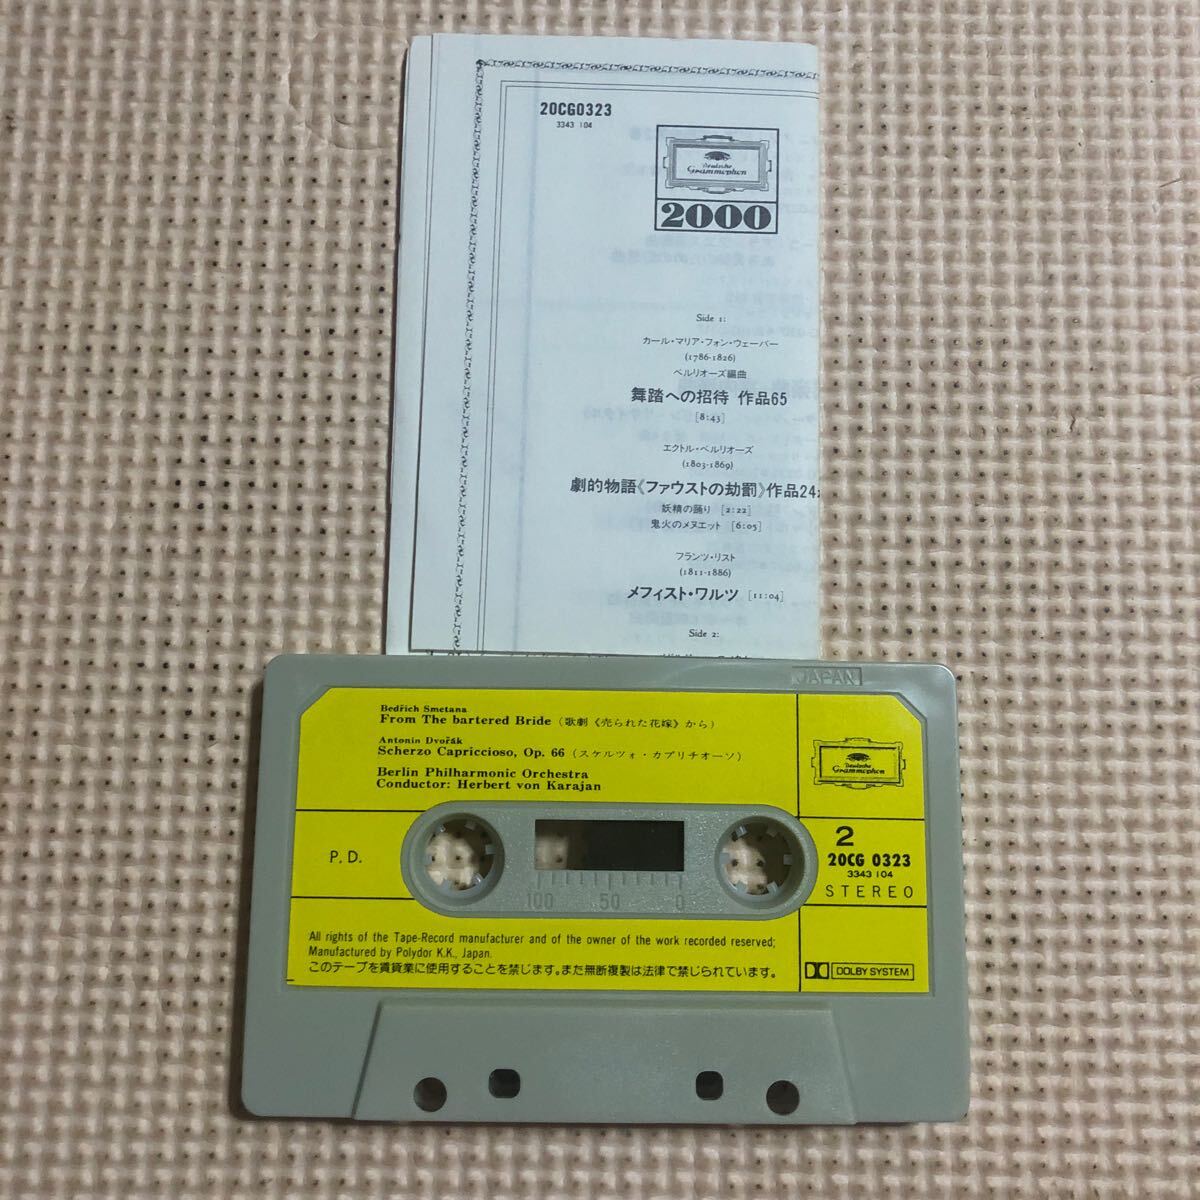 20CG0323
3343 104
Deutsche
Grammophon
2000
Side 1:
カール・マリア・フォン・ウェーバー
(1786-1826)
ベルリオーズ編曲
舞踏への招待 作品65
[8:43]
エクトル・ベルリオーズ
(1803-1869)
劇的物語《ファウストの劫罰》作品24
妖精の踊り [2:22]
鬼火のメヌエット [6:05]
フランツ・リスト
(1811-1886)
メフィスト・ワルツ [11:04]
Side 2:
JAPAN
Bedřich Smetana
From The bartered Bride (歌劇《売られた花嫁》から)
Antonín Dvořák
Scherzo Capriccioso, Op. 66 (スケルツォ・カプリチオーソ)
Berlin Philharmonic Orchestra
Conductor: Herbert von Karajan
Deutsche
Grammophon
P. D.
2
20CG 0323
3343 104
STEREO
100 50 0
All rights of the Tape-Record manufacturer and of the owner of the work recorded reserved;
Manufactured by Polydor K.K., Japan.
このテープを賃貸業に使用することを禁じます。また無断複製は法律で禁じられています。
DOLBY SYSTEM